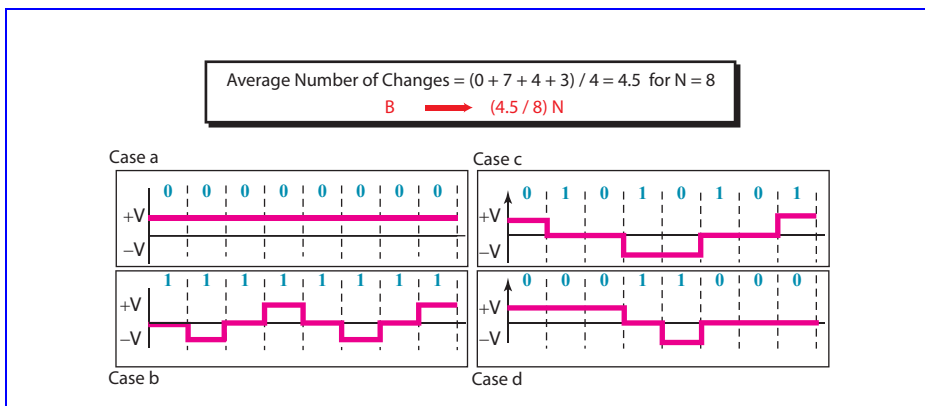 Average Number of Changes = (0 + 7 + 4 + 3) / 4 = 4.5 for N = 8
B (4.5 / 8) N
Case a
0 0 0 0 0 0 0 0
+V
−V
Case c
0 1 0 1 0 1 0 1
+V
−V
1 1 1 1 1 1 1 1
+V
−V
Case b
0 0 0 1 1 0 0 0
+V
−V
Case d